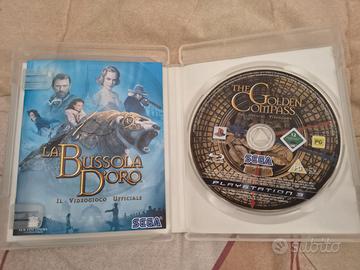 LA
BUSSOLA
D'ORO
IL VIDEOGIOCO UFFICIALE
SEGA
THE
GOLDEN
COMPASS
SEGA
PG
PLAYSTATION 3
subito